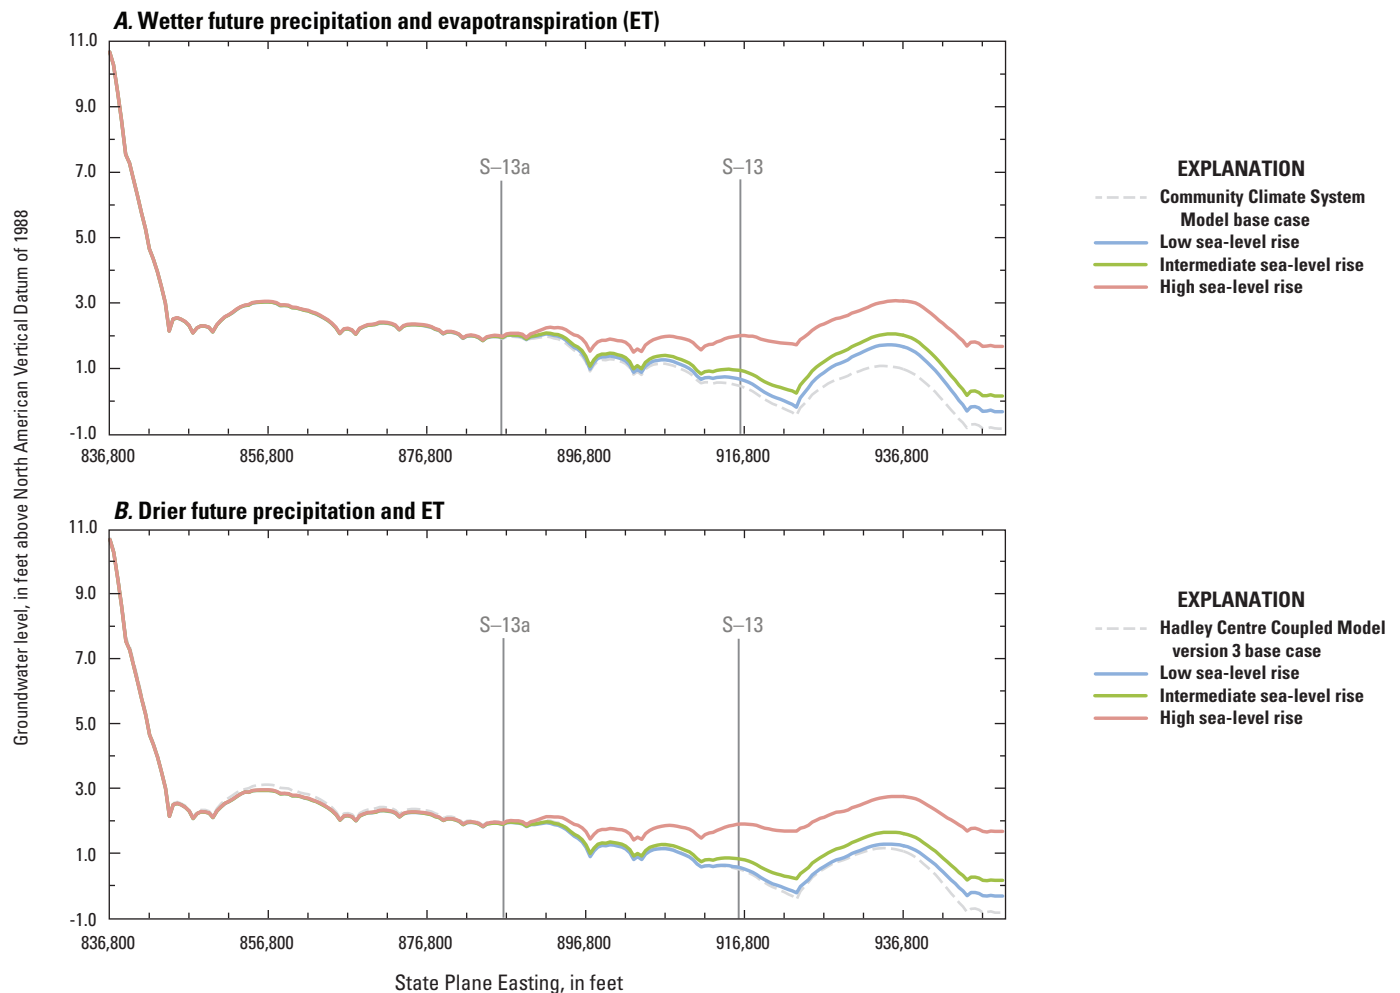 A. Wetter future precipitation and evapotranspiration (ET)
11.0
9.0
7.0
5.0
3.0
1.0
-1.0
S–13a
S–13
836,800
856,800
876,800
896,800
916,800
936,800
EXPLANATION
Community Climate System
Model base case
Low sea-level rise
Intermediate sea-level rise
High sea-level rise
Groundwater level, in feet above North American Vertical Datum of 1988
B. Drier future precipitation and ET
11.0
9.0
7.0
5.0
3.0
1.0
-1.0
S–13a
S–13
836,800
856,800
876,800
896,800
916,800
936,800
State Plane Easting, in feet
EXPLANATION
Hadley Centre Coupled Model
version 3 base case
Low sea-level rise
Intermediate sea-level rise
High sea-level rise